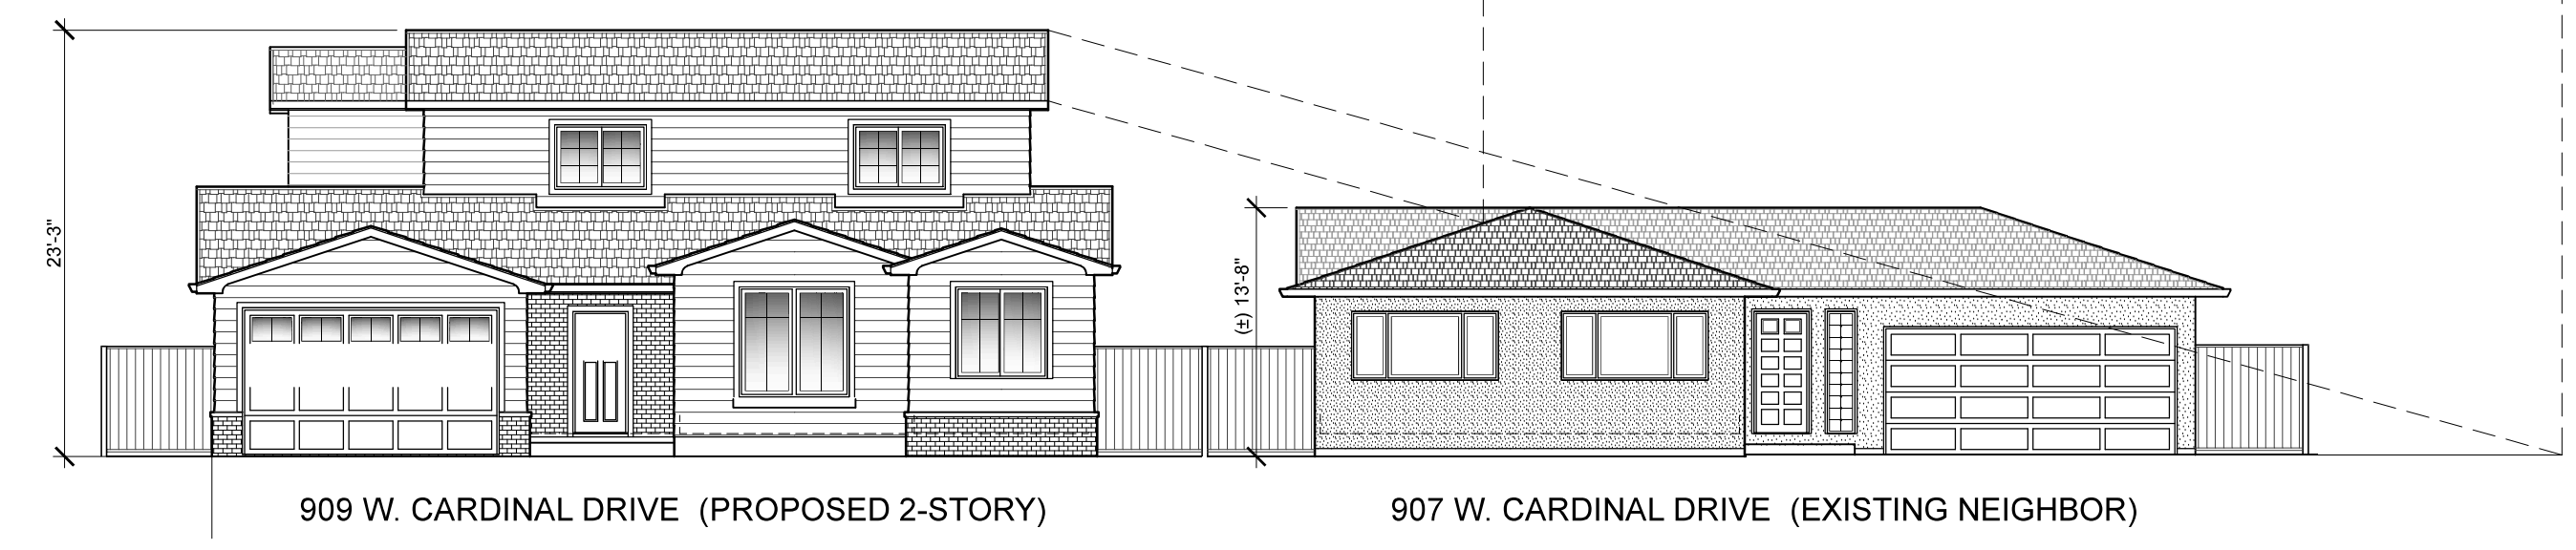 23'-3"
(±) 13'-8"
909 W. CARDINAL DRIVE (PROPOSED 2-STORY)
907 W. CARDINAL DRIVE (EXISTING NEIGHBOR)